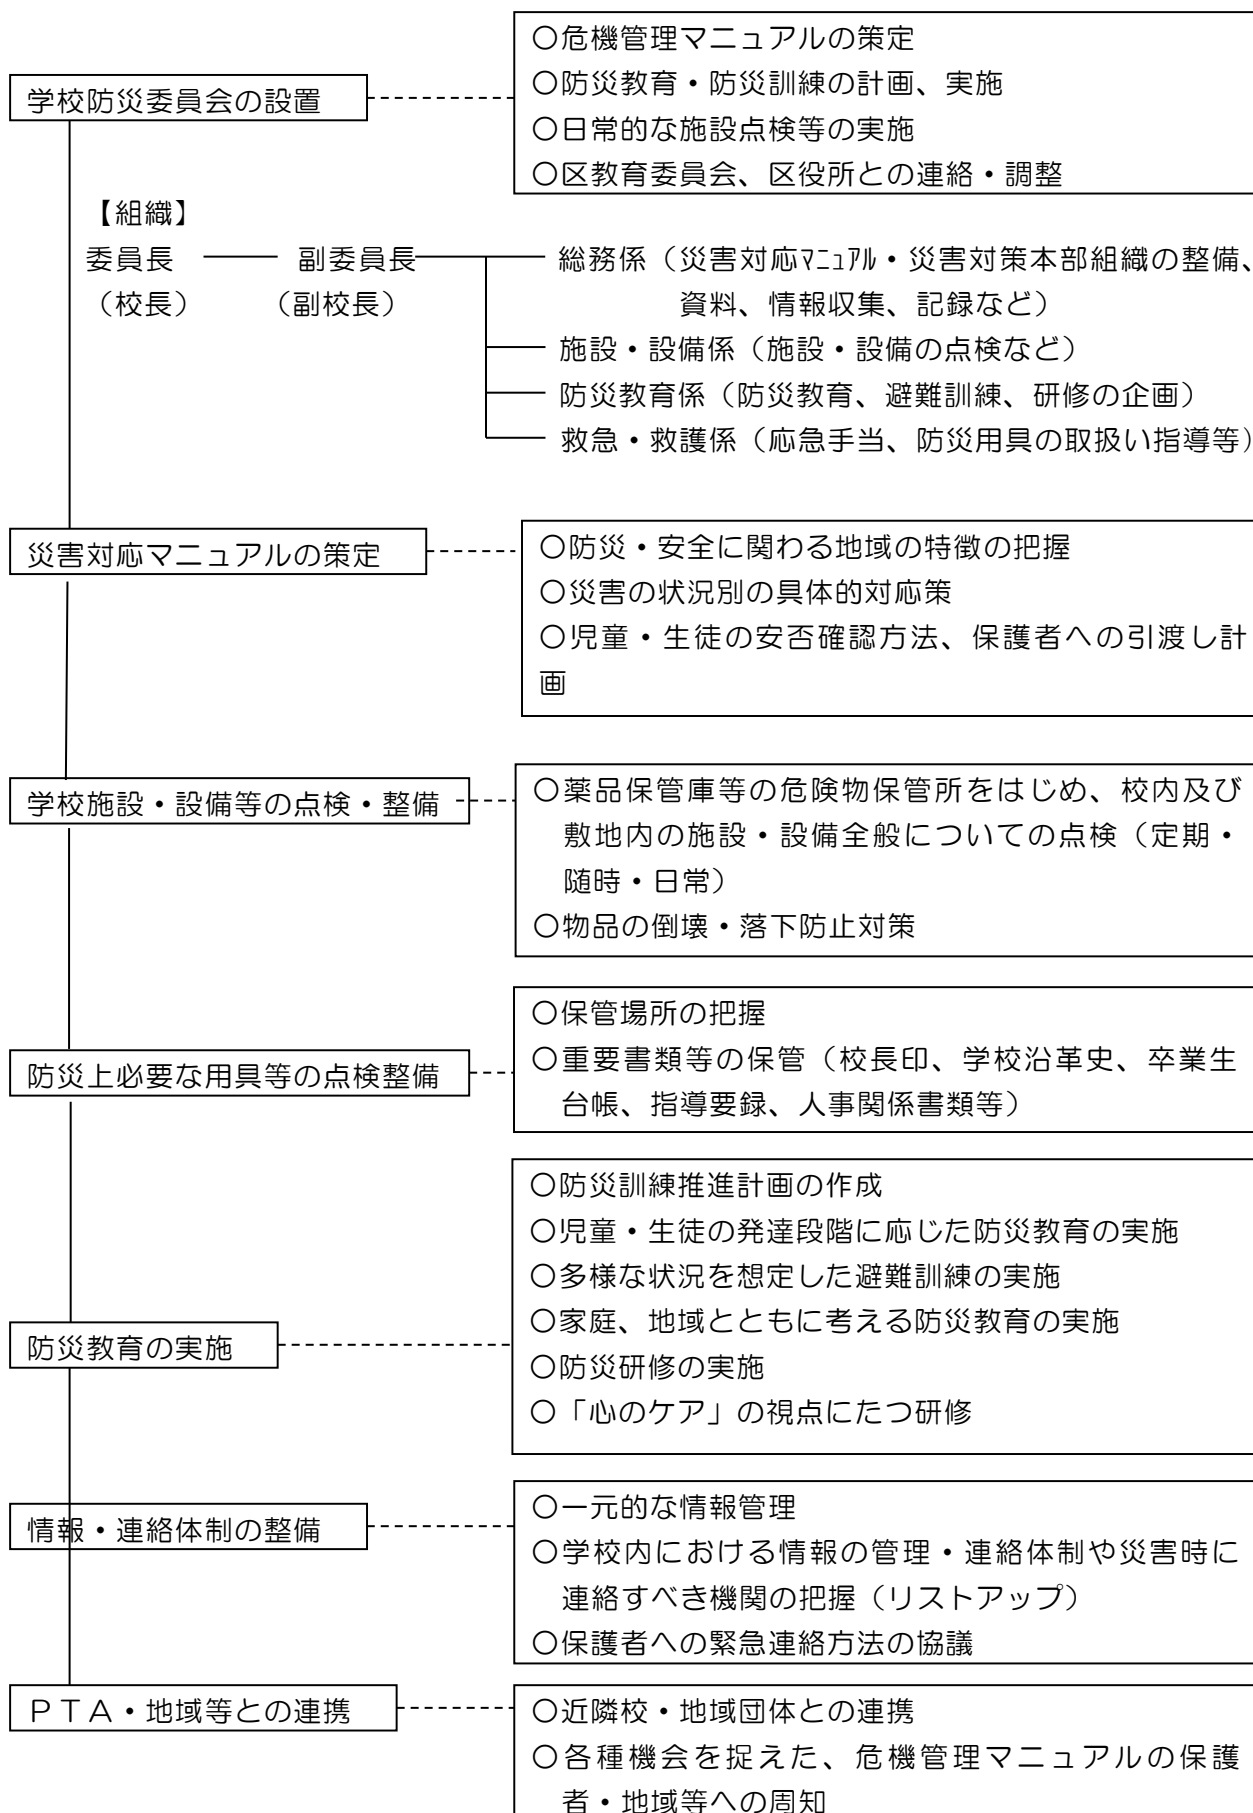 学校防災委員会の設置
〇危機管理マニュアルの策定
〇防災教育・防災訓練の計画、実施
〇日常的な施設点検等の実施
〇区教育委員会、区役所との連絡・調整
【組織】
委員長 副委員長 総務係（災害対応ﾏﾆｭｱﾙ・災害対策本部組織の整備、
（校長） （副校長） 資料、情報収集、記録など）
施設・設備係（施設・設備の点検など）
防災教育係（防災教育、避難訓練、研修の企画）
救急・救護係（応急手当、防災用具の取扱い指導等）
災害対応マニュアルの策定
〇防災・安全に関わる地域の特徴の把握
〇災害の状況別の具体的対応策
〇児童・生徒の安否確認方法、保護者への引渡し計
画
学校施設・設備等の点検・整備
〇薬品保管庫等の危険物保管所をはじめ、校内及び
敷地内の施設・設備全般についての点検（定期・
随時・日常）
〇物品の倒壊・落下防止対策
防災上必要な用具等の点検整備
〇保管場所の把握
〇重要書類等の保管（校長印、学校沿革史、卒業生
台帳、指導要録、人事関係書類等）
防災教育の実施
〇防災訓練推進計画の作成
〇児童・生徒の発達段階に応じた防災教育の実施
〇多様な状況を想定した避難訓練の実施
〇家庭、地域とともに考える防災教育の実施
〇防災研修の実施
〇「心のケア」の視点にたつ研修
情報・連絡体制の整備
〇一元的な情報管理
〇学校内における情報の管理・連絡体制や災害時に
連絡すべき機関の把握（リストアップ）
〇保護者への緊急連絡方法の協議
ＰＴＡ・地域等との連携
〇近隣校・地域団体との連携
〇各種機会を捉えた、危機管理マニュアルの保護
者・地域等への周知